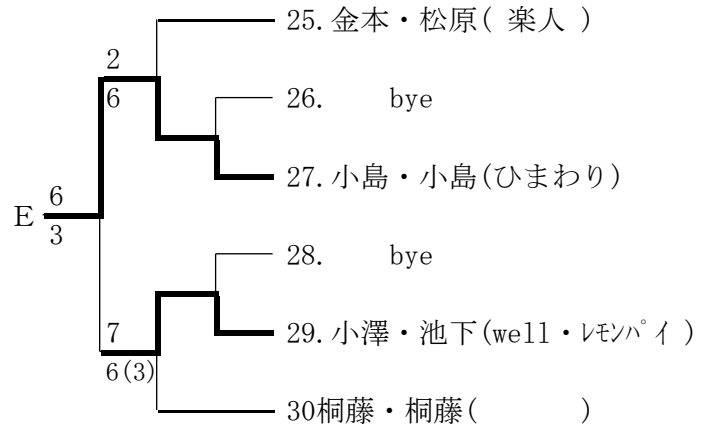 25. 金本・松原( 楽人 )
2
6
26. bye
27. 小島・小島(ひまわり)
6
E
3
28. bye
7
29. 小澤・池下(well・ﾚﾓﾝﾊﾟｲ )
6(3)
30桐藤・桐藤( )